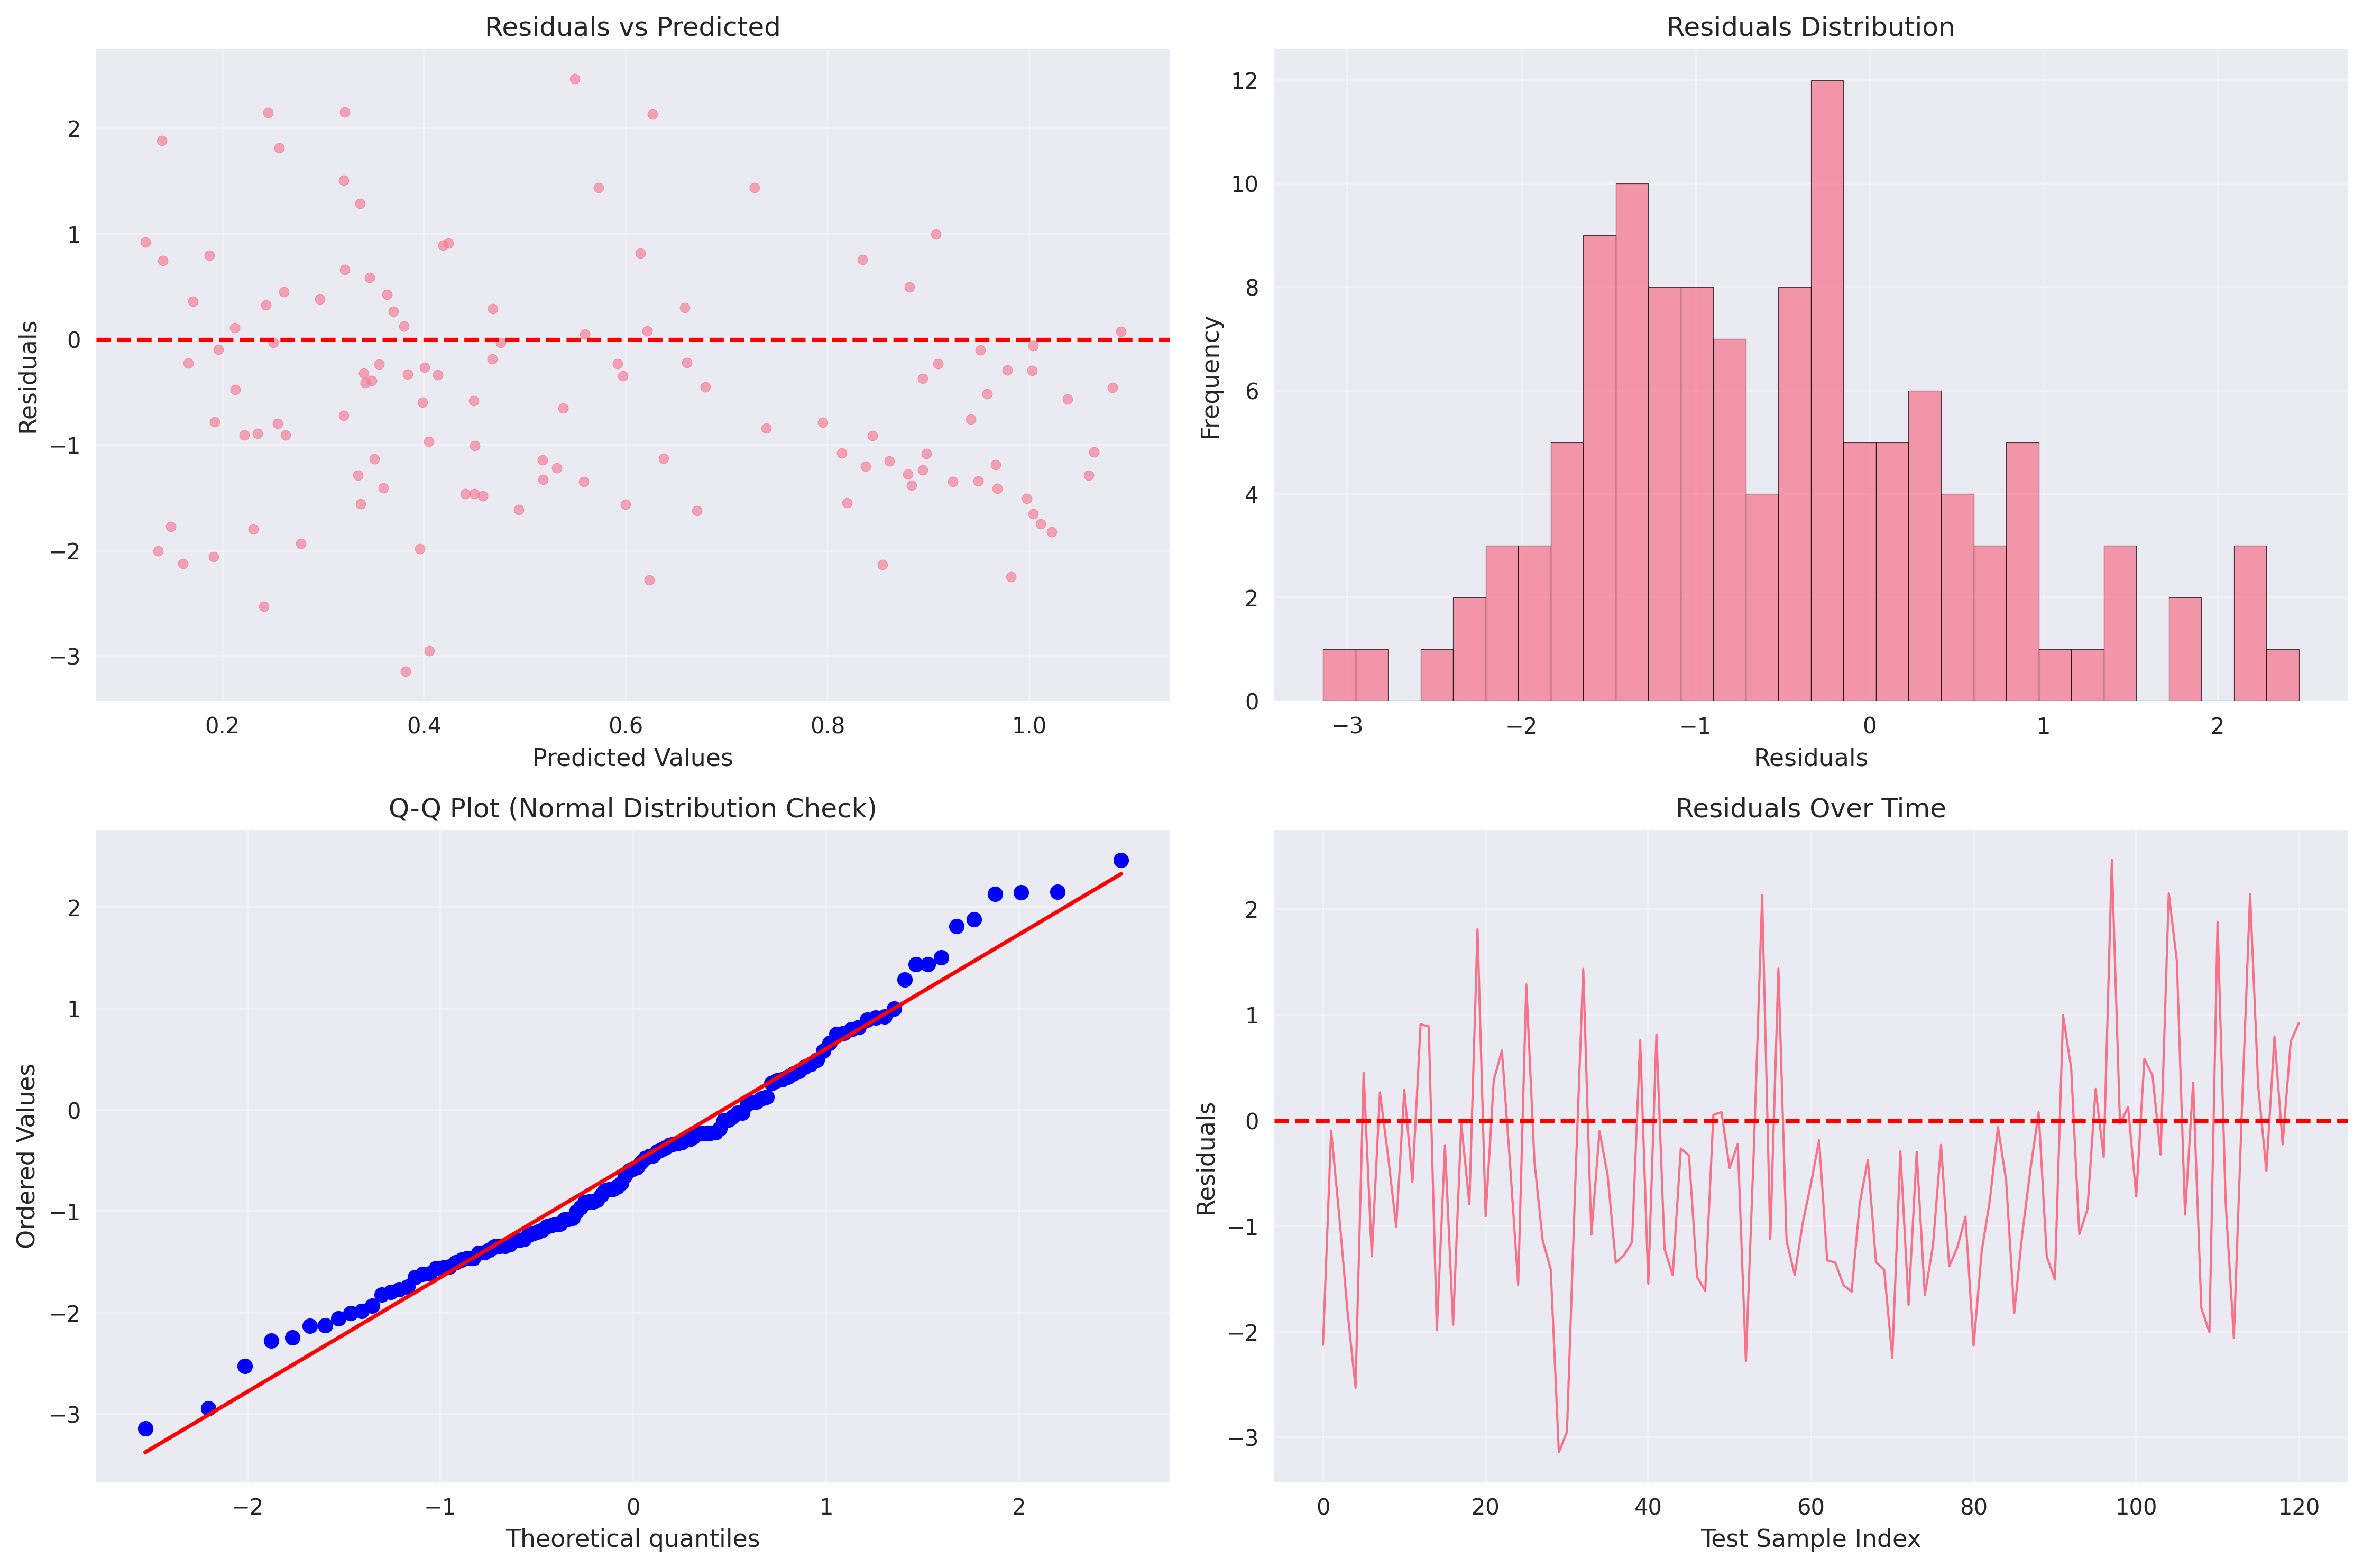 Residuals vs Predicted
Residuals
2
1
0
−1
−2
−3
0.2 0.4 0.6 0.8 1.0
Predicted Values
Residuals Distribution
Frequency
12
10
8
6
4
2
0
−3 −2 −1 0 1 2
Residuals
Q-Q Plot (Normal Distribution Check)
Ordered Values
2
1
0
−1
−2
−3
−2 −1 0 1 2
Theoretical quantiles
Residuals Over Time
Residuals
2
1
0
−1
−2
−3
0 20 40 60 80 100 120
Test Sample Index